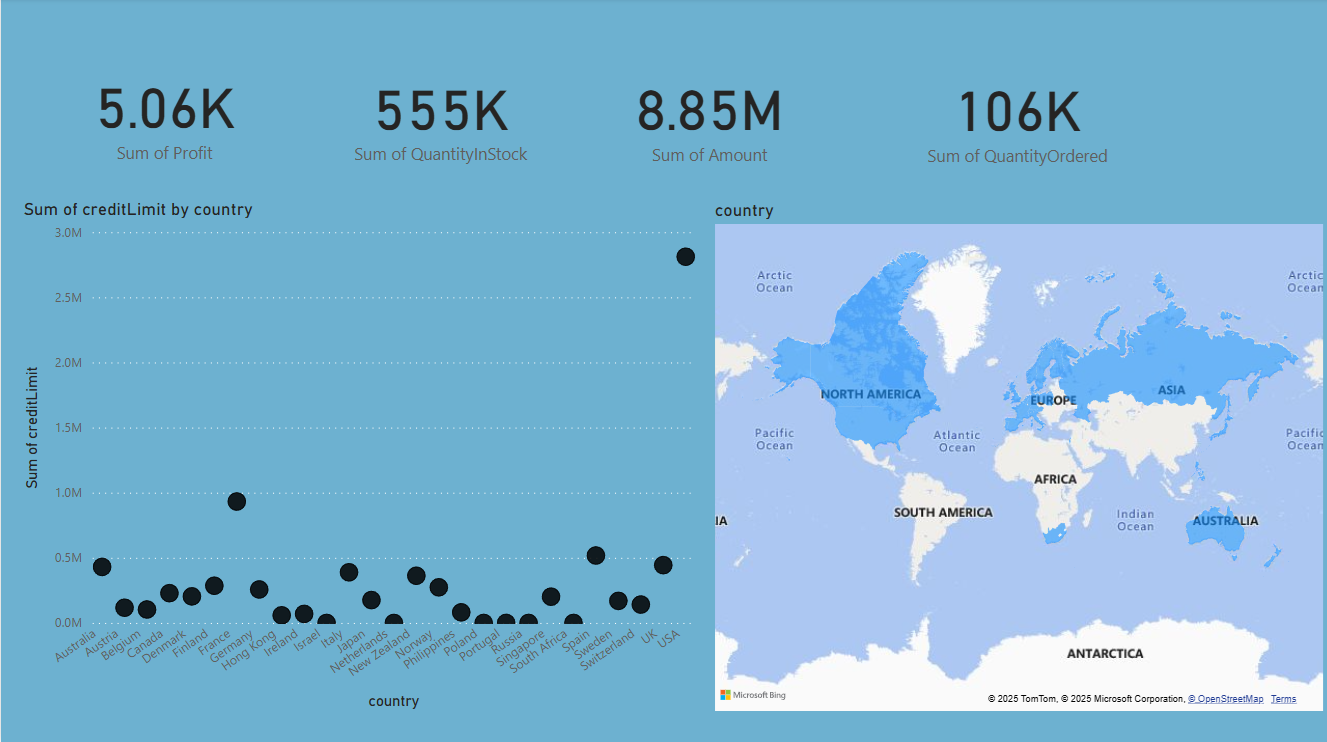 5.06K
Sum of Profit
555K
Sum of QuantityInStock
8.85M
Sum of Amount
106K
Sum of QuantityOrdered
Sum of creditLimit by country
3.0M
2.5M
2.0M
1.5M
1.0M
0.5M
0.0M
Sum of creditLimit
Australia
Austria
Belgium
Canada
Denmark
Finland
France
Germany
Hong Kong
Ireland
Israel
Italy
Japan
Netherlands
New Zealand
Norway
Philippines
Poland
Portugal
Russia
Singapore
South Africa
Spain
Sweden
Switzerland
UK
USA
country
country
Arctic
Ocean
Arctic
Ocean
NORTH AMERICA
EUROPE
ASIA
Pacific
Ocean
Atlantic
Ocean
Pacific
Ocean
AFRICA
SOUTH AMERICA
Indian
Ocean
AUSTRALIA
IA
ANTARCTICA
Microsoft Bing
© 2025 TomTom, © 2025 Microsoft Corporation, © OpenStreetMap Terms